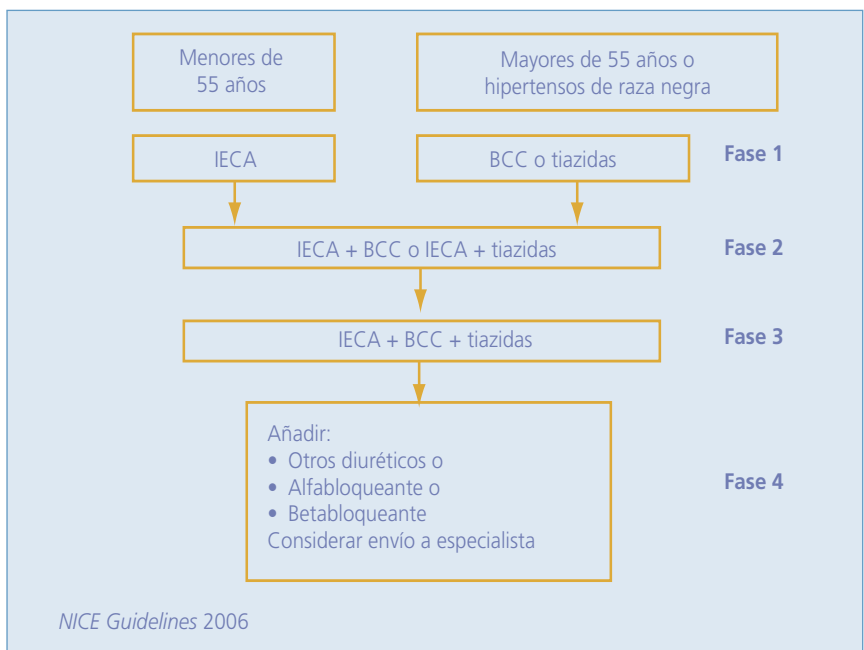 Menores de
55 años
Mayores de 55 años o
hipertensos de raza negra
IECA
BCC o tiazidas
Fase 1
IECA + BCC o IECA + tiazidas
Fase 2
IECA + BCC + tiazidas
Fase 3
Añadir:
• Otros diuréticos o
• Alfabloqueante o
• Betabloqueante
Considerar envío a especialista
Fase 4
NICE Guidelines 2006